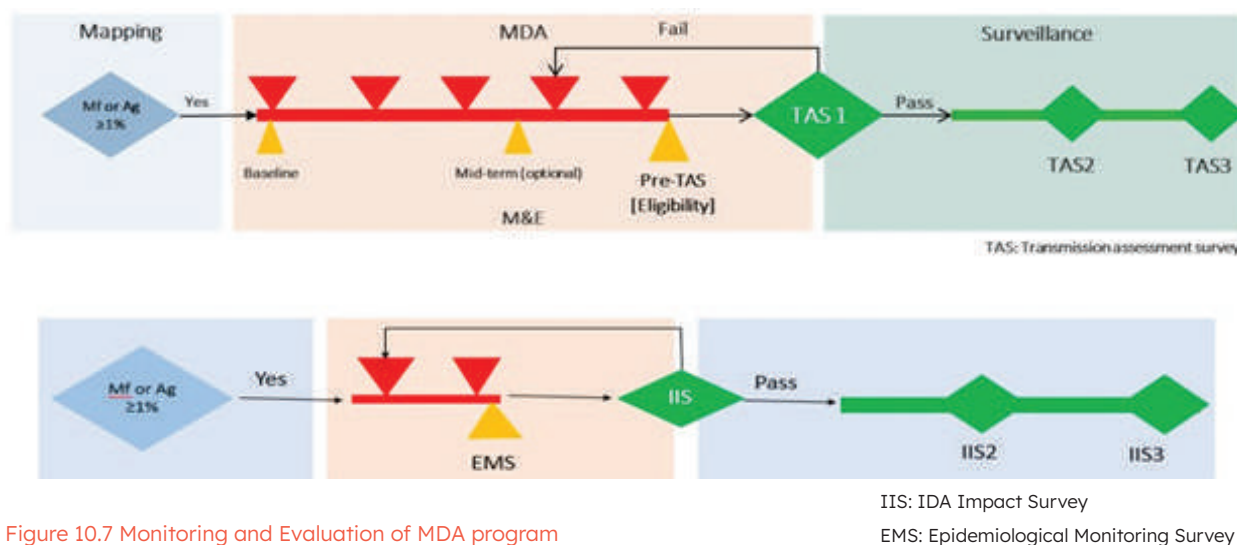 Mapping
MDA
Fail
Surveillance
Mf or Ag
≥1%
Yes
TAS 1
Pass
Baseline
Mid-term (optional)
Pre-TAS
[Eligibility]
M&E
TAS2
TAS3
TAS: Transmission assessment survey
Mf or Ag
≥1%
Yes
IIS
Pass
EMS
IIS2
IIS3
IIS: IDA Impact Survey
Figure 10.7 Monitoring and Evaluation of MDA program
EMS: Epidemiological Monitoring Survey